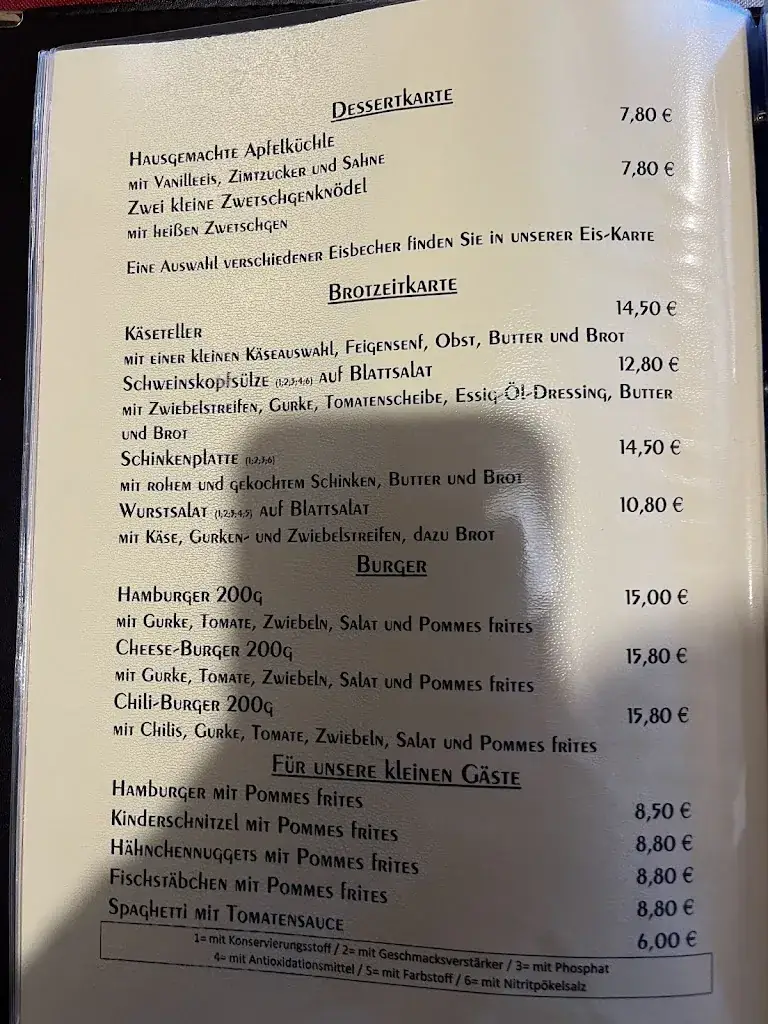 Dessertkarte
Hausgemachte Apfelküchle 7,80 €
mit Vanilleeis, Zimtzucker und Sahne
Zwei kleine Zwetschgenknödel 7,80 €
mit heißen Zwetschgen
Eine Auswahl verschiedener Eisbecher finden Sie in unserer Eis-Karte
Brotzeitkarte
Käseteller 14,50 €
mit einer kleinen Käseauswahl, Feigensenf, Obst, Butter und Brot
Schweinskopfsülze (1;2;3;4;6) auf Blattsalat 12,80 €
mit Zwiebelstreifen, Gurke, Tomatenscheibe, Essig-Öl-Dressing, Butter
und Brot
Schinkenplatte (1;2;3;6) 14,50 €
mit rohem und gekochtem Schinken, Butter und Brot
Wurstsalat (1,2;3;4;5) auf Blattsalat 10,80 €
mit Käse, Gurken- und Zwiebelstreifen, dazu Brot
Burger
Hamburger 200g 15,00 €
mit Gurke, Tomate, Zwiebeln, Salat und Pommes frites
Cheese-Burger 200g 15,80 €
mit Gurke, Tomate, Zwiebeln, Salat und Pommes frites
Chili-Burger 200g 15,80 €
mit Chilis, Gurke, Tomate, Zwiebeln, Salat und Pommes frites
Für unsere kleinen Gäste
Hamburger mit Pommes frites 8,50 €
Kinderschnitzel mit Pommes frites 8,80 €
Hähnchennuggets mit Pommes frites 8,80 €
Fischstäbchen mit Pommes frites 8,80 €
Spaghetti mit Tomatensauce 6,00 €
1= mit Konservierungsstoff / 2= mit Geschmacksverstärker / 3= mit Phosphat
4= mit Antioxidationsmittel / 5= mit Farbstoff / 6= mit Nitritpökelsalz